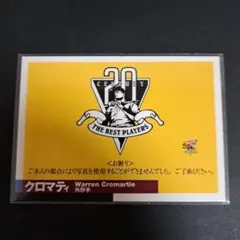 20
CENTURY
THE BEST PLAYERS
<お断り>
ご本人の都合により写真を使用することができませんでした。ご了承ください。
クロマティ
Warren Cromartie
外野手